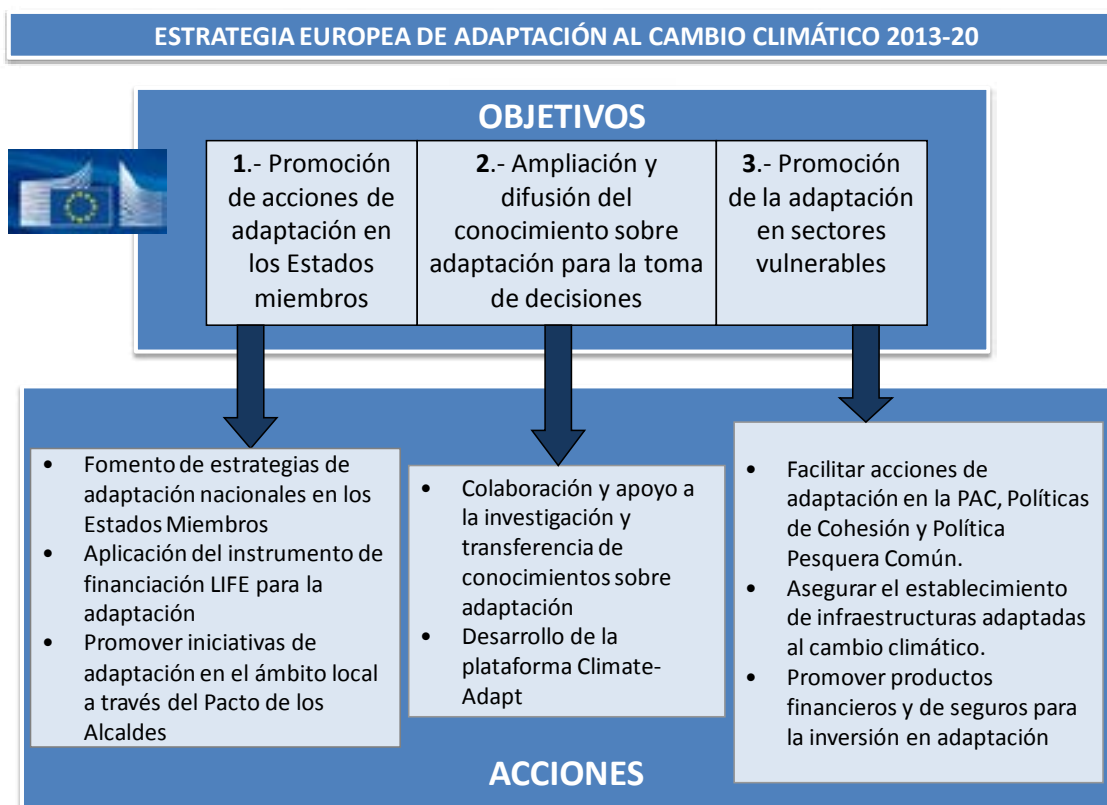 ESTRATEGIA EUROPEA DE ADAPTACIÓN AL CAMBIO CLIMÁTICO 2013-20
OBJETIVOS
1.- Promoción
de acciones de
adaptación en
los Estados
miembros
2.- Ampliación y
difusión del
conocimiento sobre
adaptación para la toma
de decisiones
3.- Promoción
de la adaptación
en sectores
vulnerables
• Fomento de estrategias de
adaptación nacionales en los
Estados Miembros
• Aplicación del instrumento de
financiación LIFE para la
adaptación
• Promover iniciativas de
adaptación en el ámbito local
a través del Pacto de los
Alcaldes
• Colaboración y apoyo a
la investigación y
transferencia de
conocimientos sobre
adaptación
• Desarrollo de la
plataforma Climate-
Adapt
• Facilitar acciones de
adaptación en la PAC, Políticas
de Cohesión y Política
Pesquera Común.
• Asegurar el establecimiento
de infraestructuras adaptadas
al cambio climático.
• Promover productos
financieros y de seguros para
la inversión en adaptación
ACCIONES